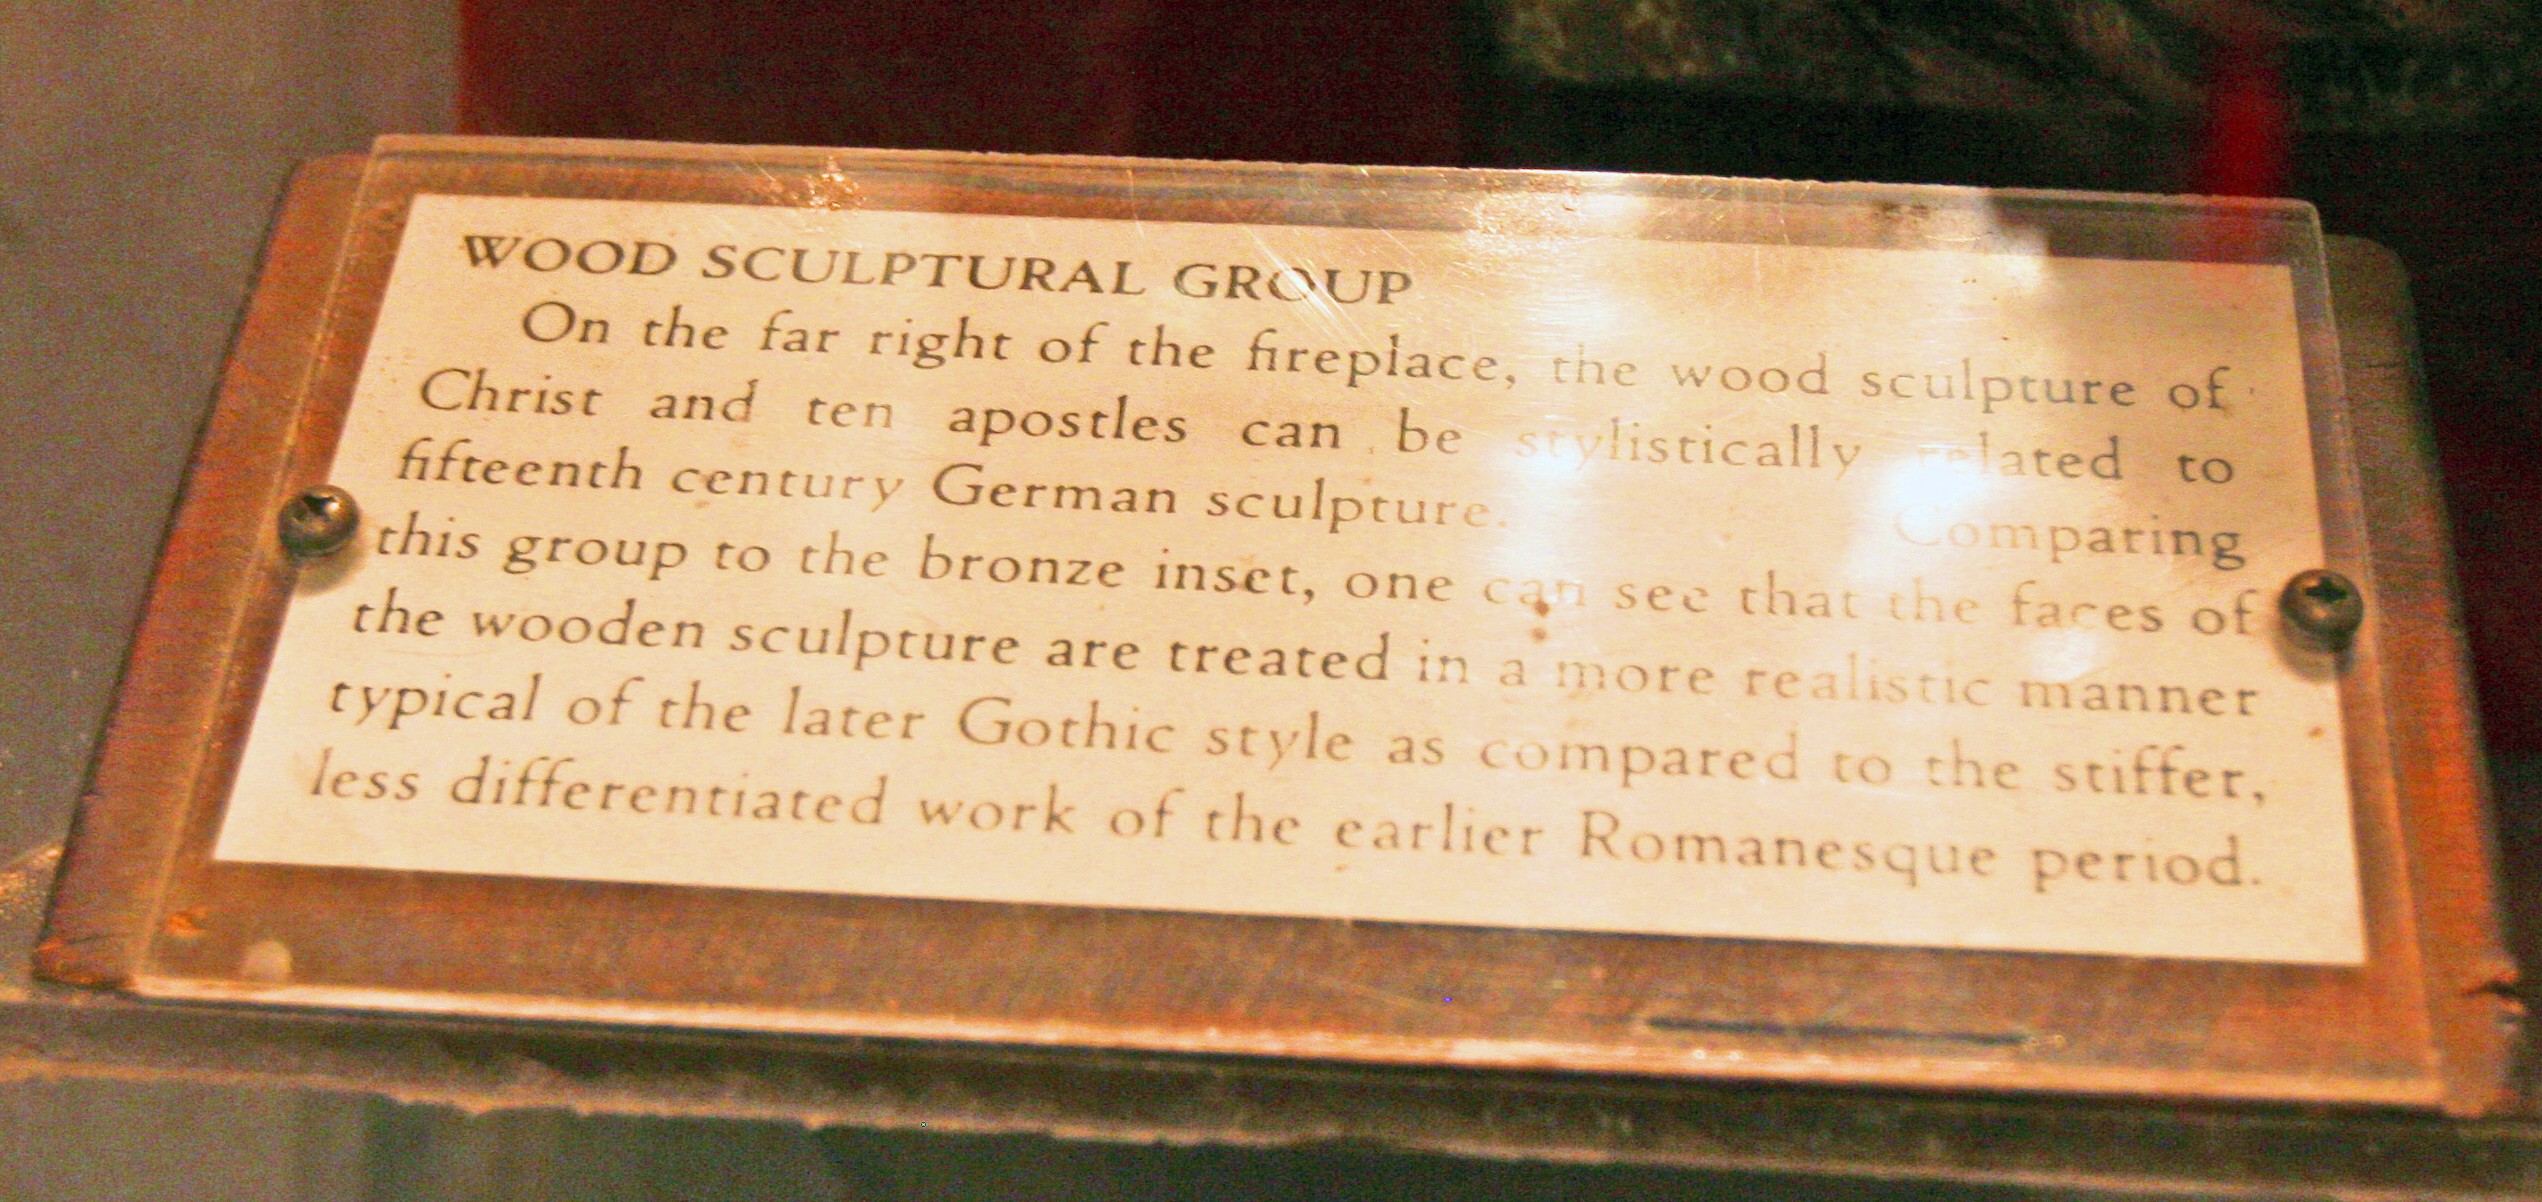 WOOD SCULPTURAL GROUP
On the far right of the fireplace, the wood sculpture of
Christ and ten apostles can be stylistically related to
fifteenth century German sculpture. Comparing
this group to the bronze inset, one can see that the faces of
the wooden sculpture are treated in a more realistic manner
typical of the later Gothic style as compared to the stiffer,
less differentiated work of the earlier Romanesque period.